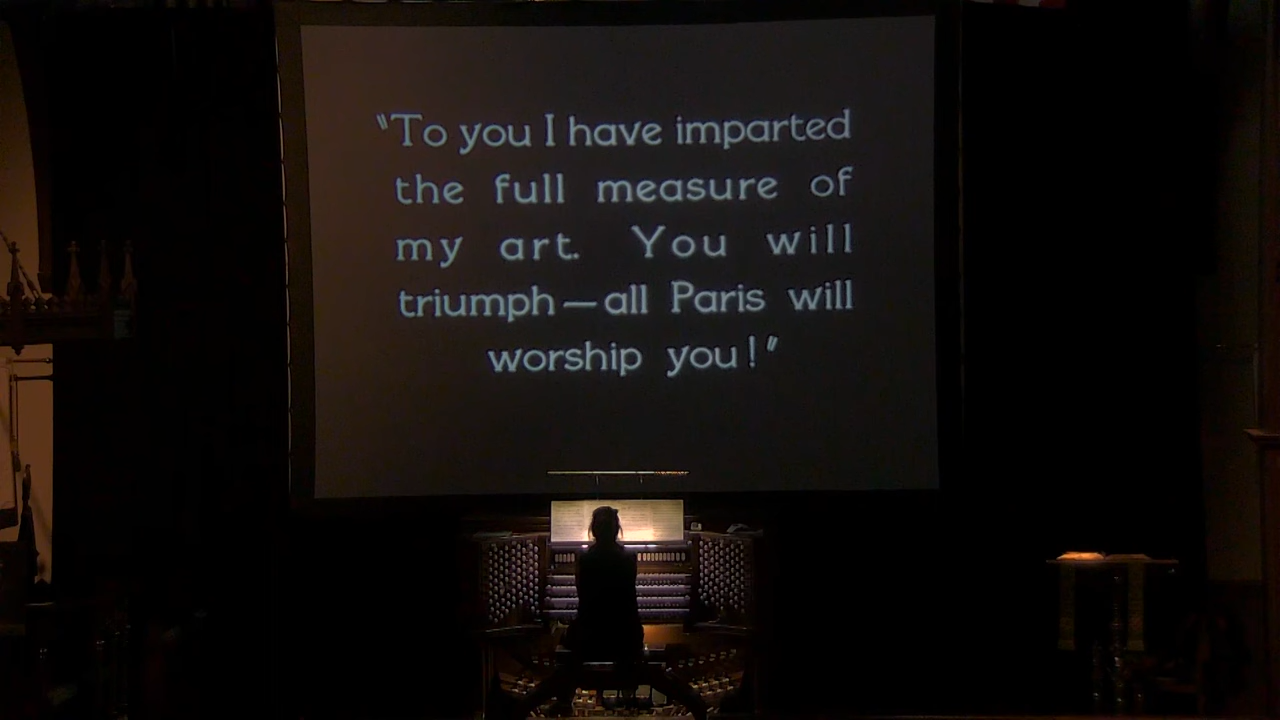 "To you I have imparted
the full measure of
my art. You will
triumph—all Paris will
worship you!"